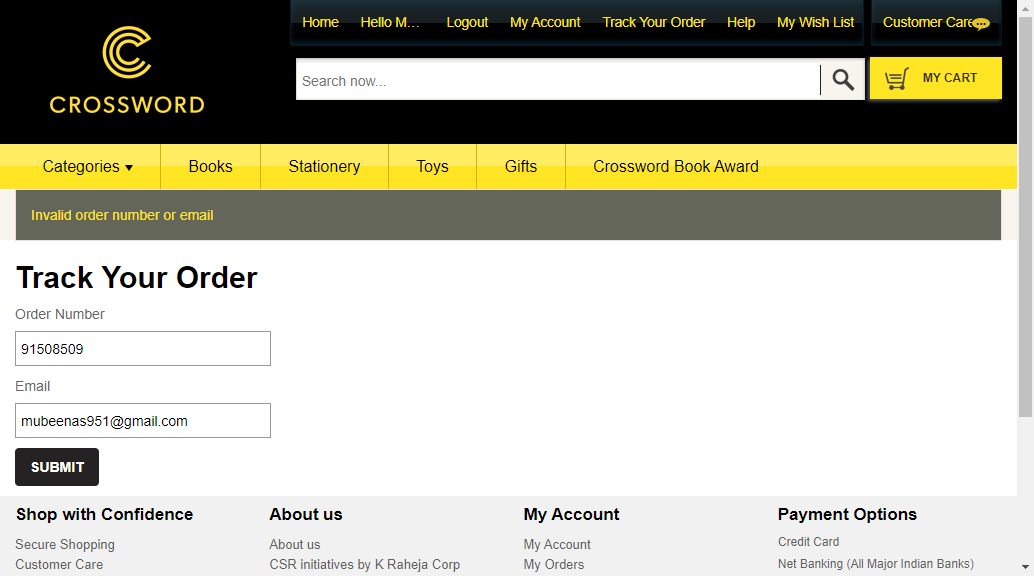 Home Hello M... Logout My Account Track Your Order Help My Wish List Customer Care
CROSSWORD
Search now...
MY CART
Categories ▾ Books Stationery Toys Gifts Crossword Book Award
Invalid order number or email
Track Your Order
Order Number
91508509
Email
mubeenas951@gmail.com
SUBMIT
Shop with Confidence About us My Account Payment Options
Secure Shopping About us My Account Credit Card
Customer Care CSR initiatives by K Raheja Corp My Orders Net Banking (All Major Indian Banks)